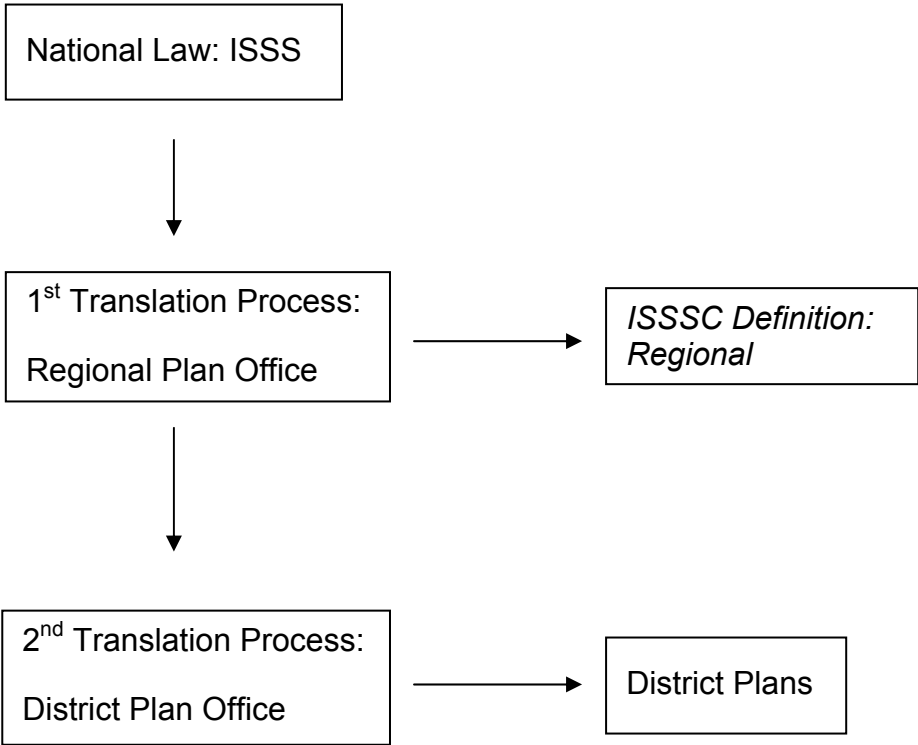 National Law: ISSS
1st Translation Process:
Regional Plan Office
ISSSC Definition:
Regional
2nd Translation Process:
District Plan Office
District Plans